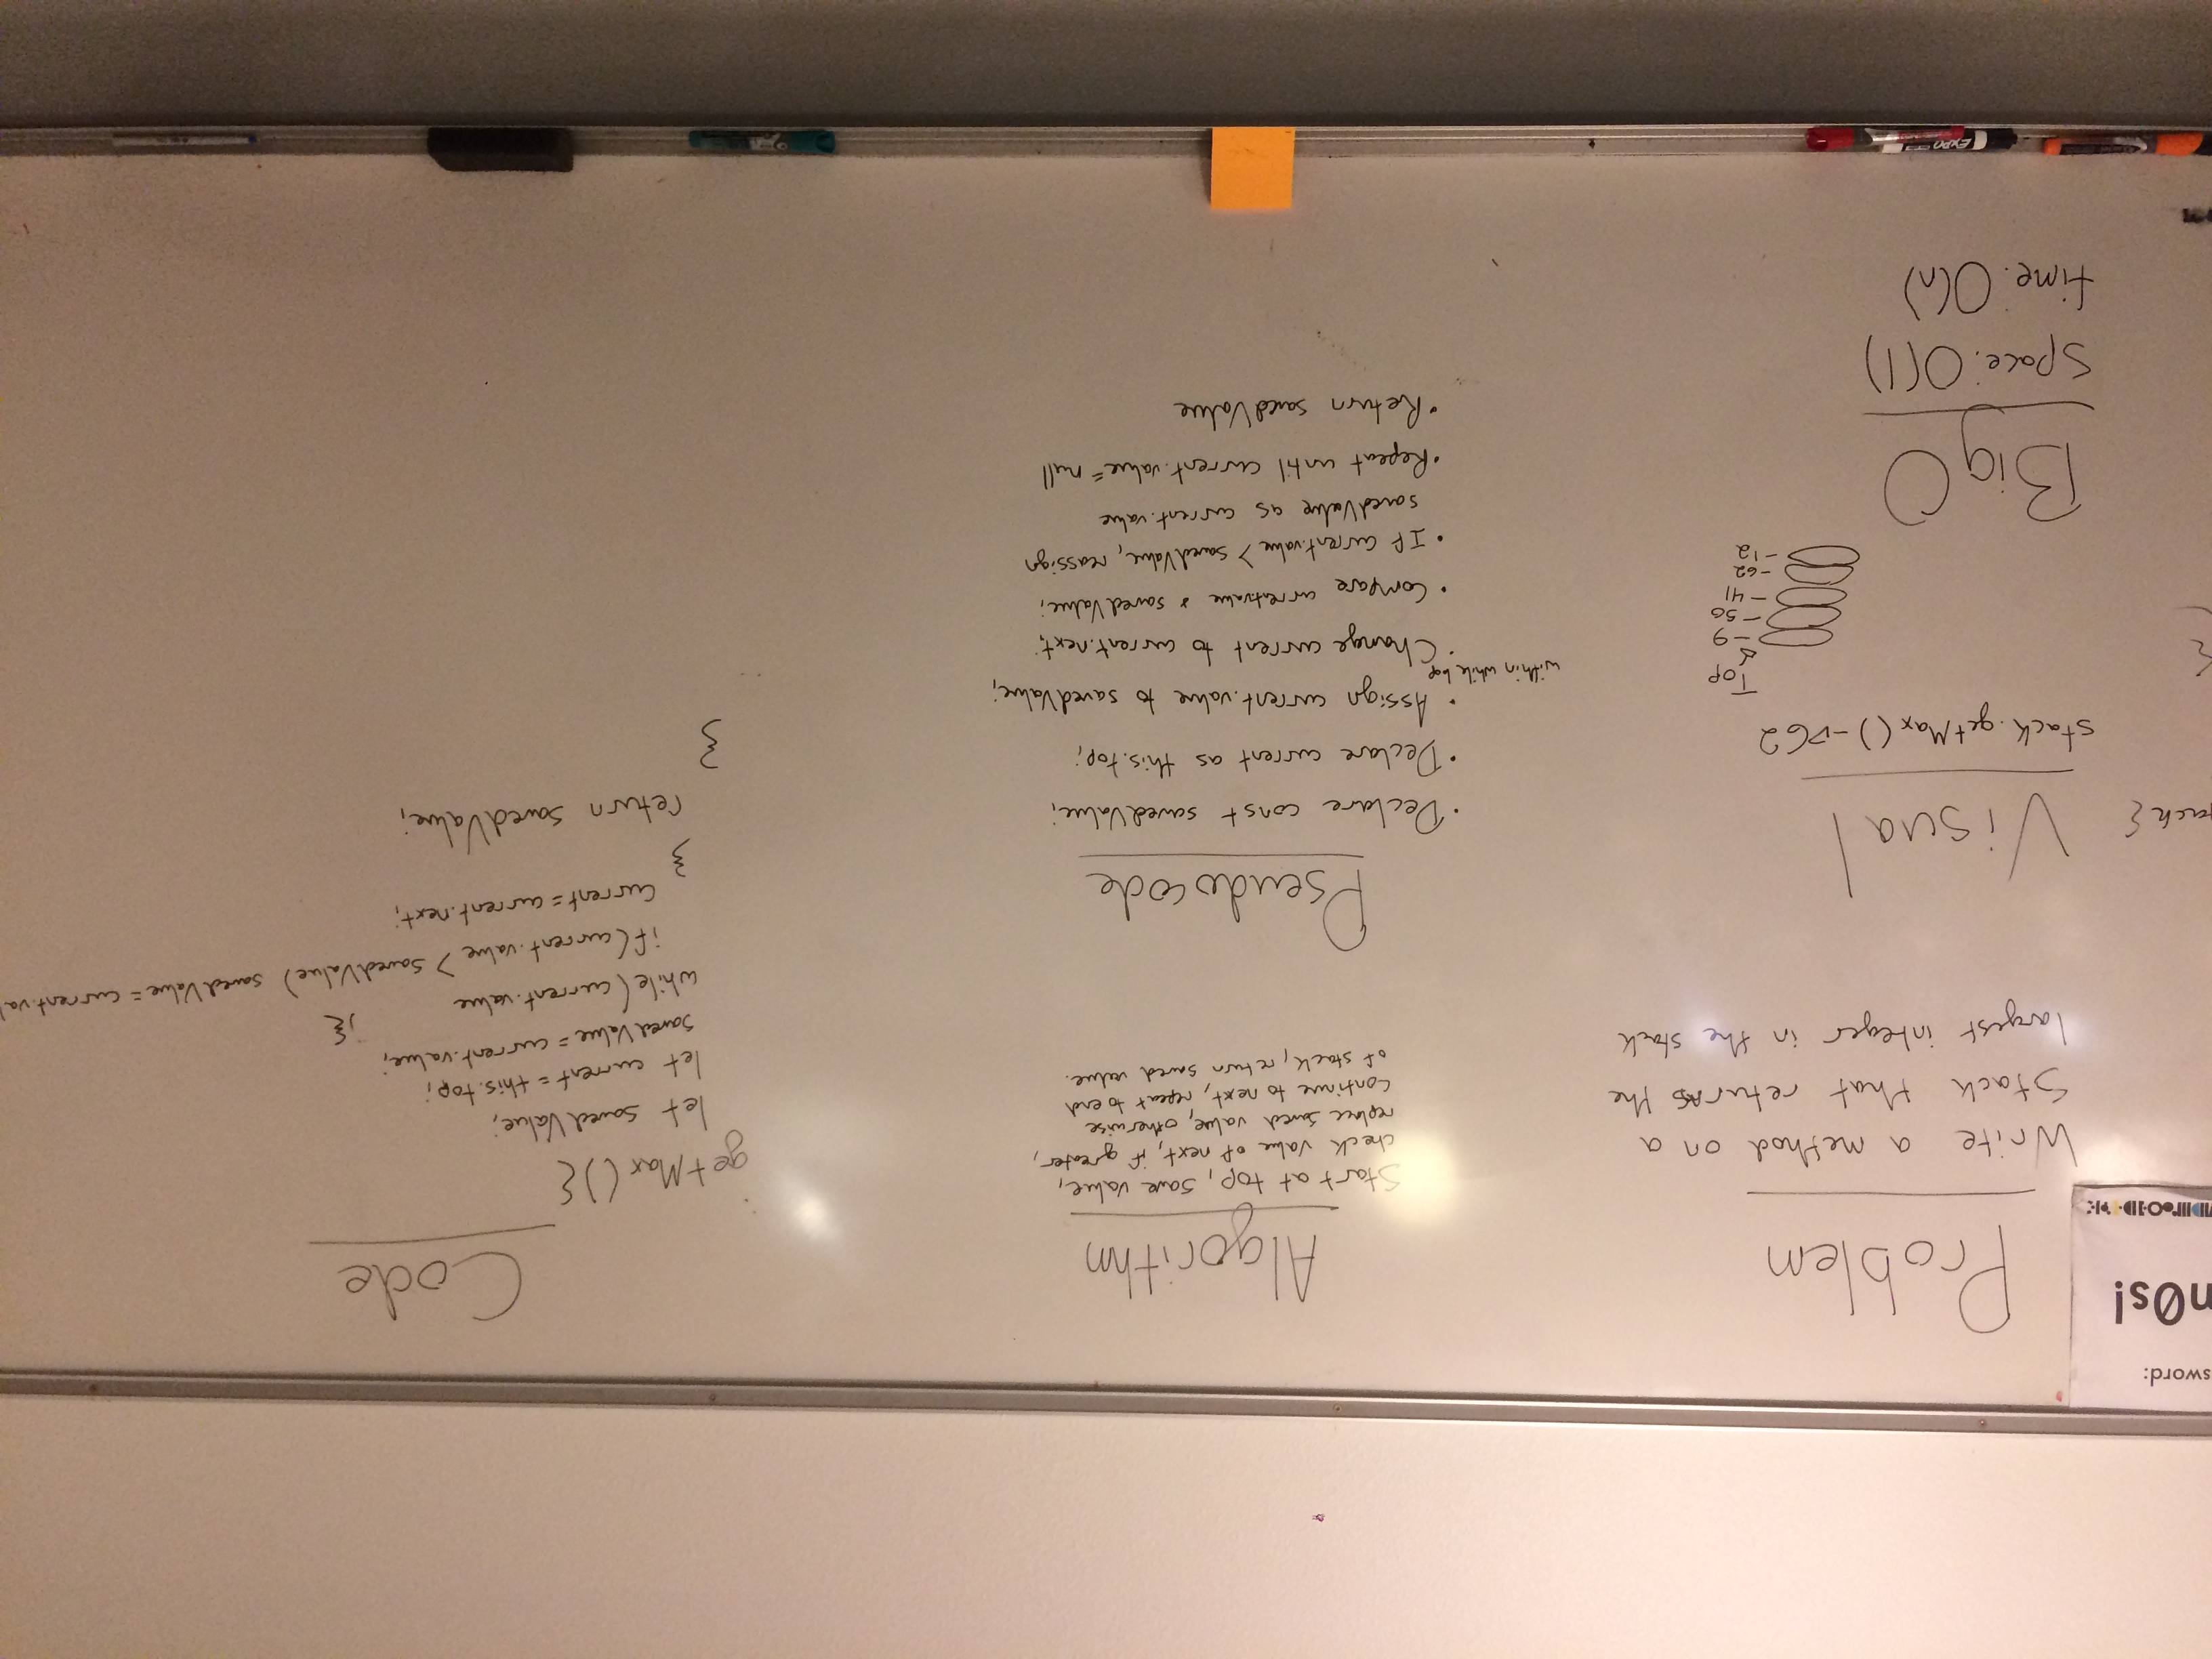 sword:
n0s!
Problem
Write a method on a
Stack that returns the
largest integer in the stack
tack {
Visual
stack.getMax() -> 62
Top
-9
-50
-41
-62
-12
{
Big O
Space: O(1)
time: O(n)
Algorithm
Start at top, save value,
check value of next, if greater,
replace saved value, otherwise
continue to next, repeat to end
of stack, return saved value.
Pseudocode
• Declare const savedValue;
• Declare current as this.top;
• Assign current.value to savedValue;
within while loop
• Change current to current.next;
• Compare current.value & savedValue;
• If current.value > savedValue, reassign
savedValue as current.value
• Repeat until current.value = null
• Return savedValue
Code
getMax(){
let savedValue;
let current = this.top;
savedValue = current.value;
while(current.value ){
if(current.value > savedValue) savedValue = current.val
current = current.next;
}
return savedValue;
}
EXPO